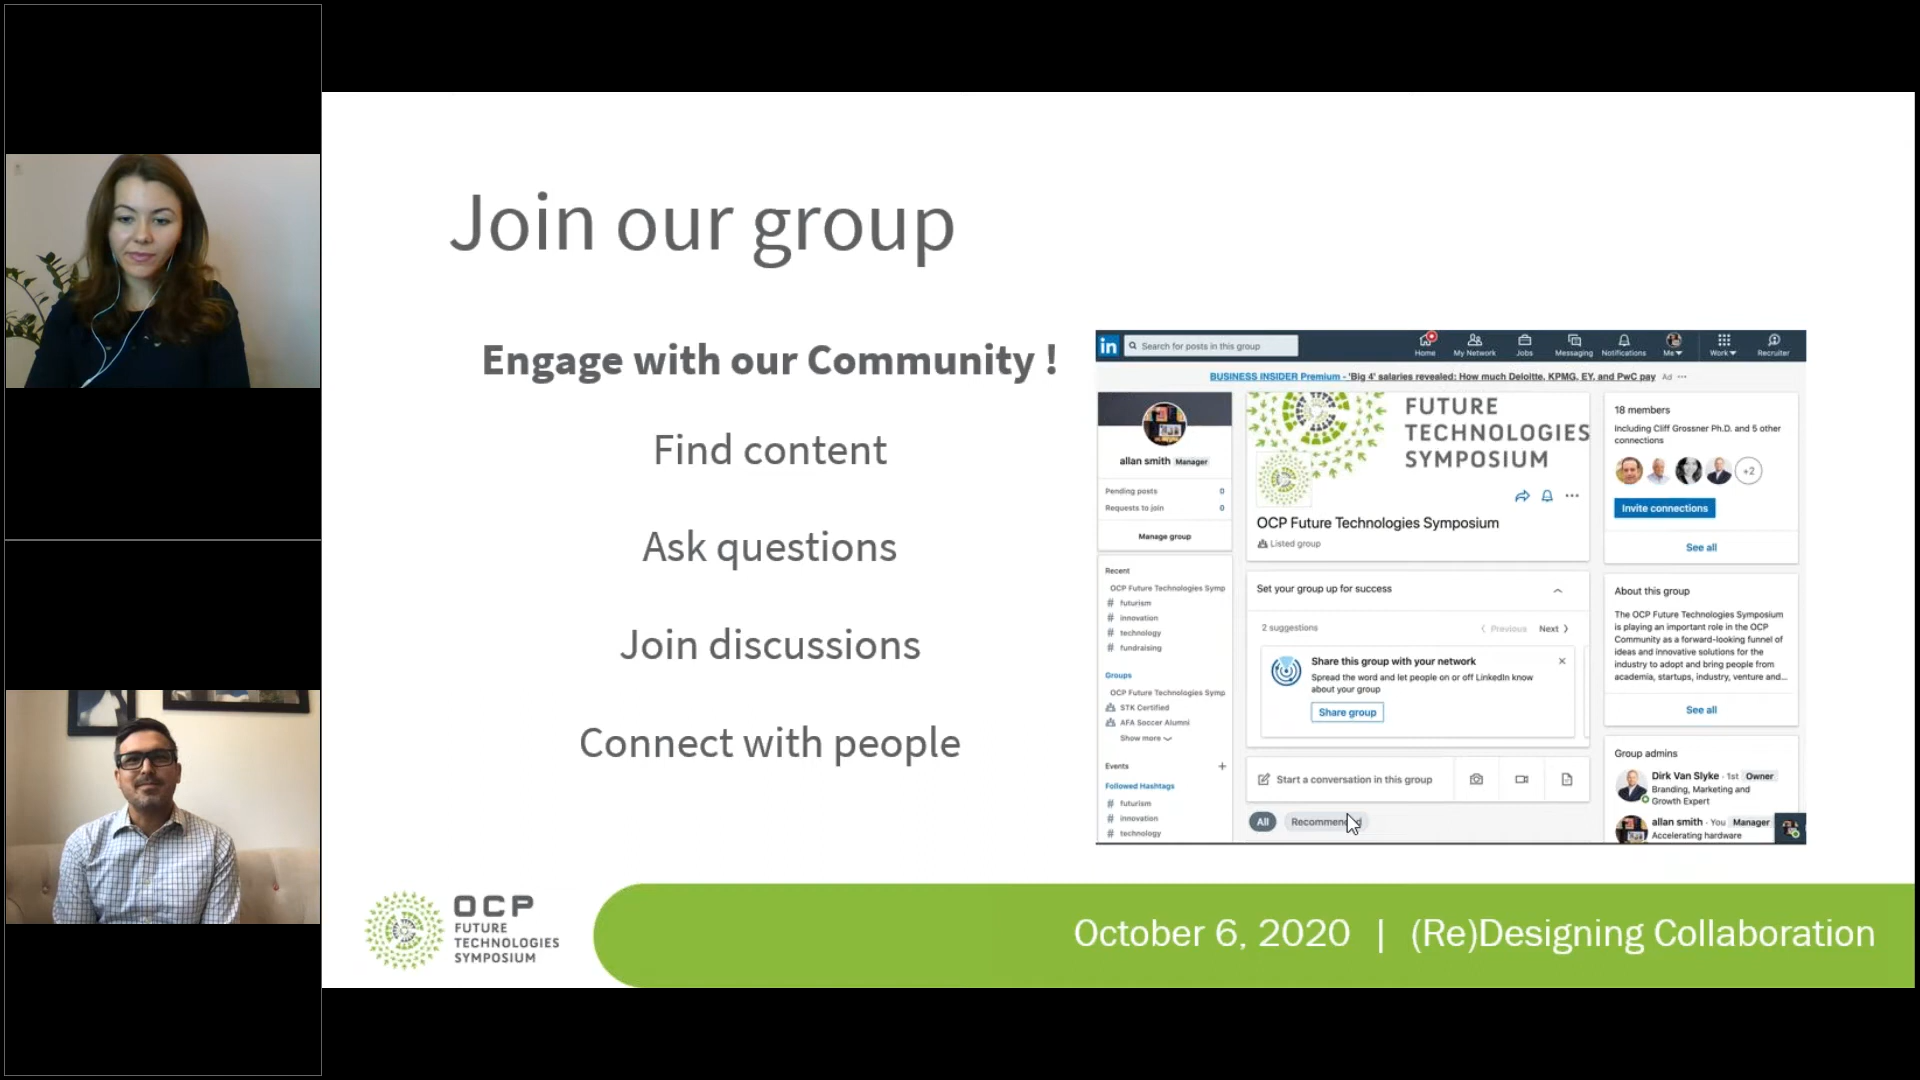 Join our group
Engage with our Community !
Find content
Ask questions
Join discussions
Connect with people
in
Search for posts in this group
Home
My Network
Jobs
Messaging
Notifications
Me
Work
Recruiter
BUSINESS INSIDER Premium - 'Big 4' salaries revealed: How much Deloitte, KPMG, EY, and PwC pay Ad ...
allan smith Manager
Pending posts 0
Requests to join 0
Manage group
Recent
OCP Future Technologies Symp
# futurism
# innovation
# technology
# fundraising
Groups
OCP Future Technologies Symp
STK Certified
AFA Soccer Alumni
Show more
Events +
Followed Hashtags
# futurism
# innovation
# technology
FUTURE
TECHNOLOGIES
SYMPOSIUM
OCP Future Technologies Symposium
Listed group
Set your group up for success
2 suggestions
Previous Next
Share this group with your network
Spread the word and let people on or off LinkedIn know
about your group
Share group
Start a conversation in this group
All
Recommend
18 members
Including Cliff Grossner Ph.D. and 5 other
connections
+2
Invite connections
See all
About this group
The OCP Future Technologies Symposium
is playing an important role in the OCP
Community as a forward-looking funnel of
ideas and innovative solutions for the
industry to adopt and bring people from
academia, startups, industry, venture and...
See all
Group admins
Dirk Van Slyke · 1st Owner
Branding, Marketing and
Growth Expert
allan smith · You Manager
Accelerating hardware
OCP
FUTURE
TECHNOLOGIES
SYMPOSIUM
October 6, 2020 | (Re)Designing Collaboration